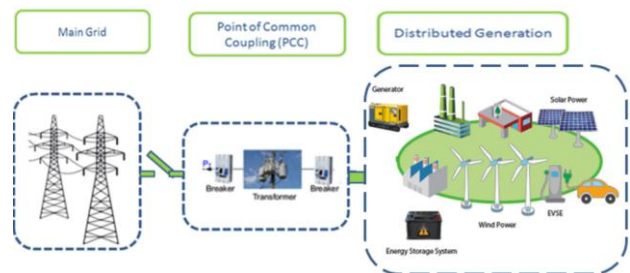 Main Grid
Point of Common
Coupling (PCC)
Distributed Generation
Generator
Solar Power
Breaker
Transformer
Breaker
Wind Power
EVSE
Energy Storage System